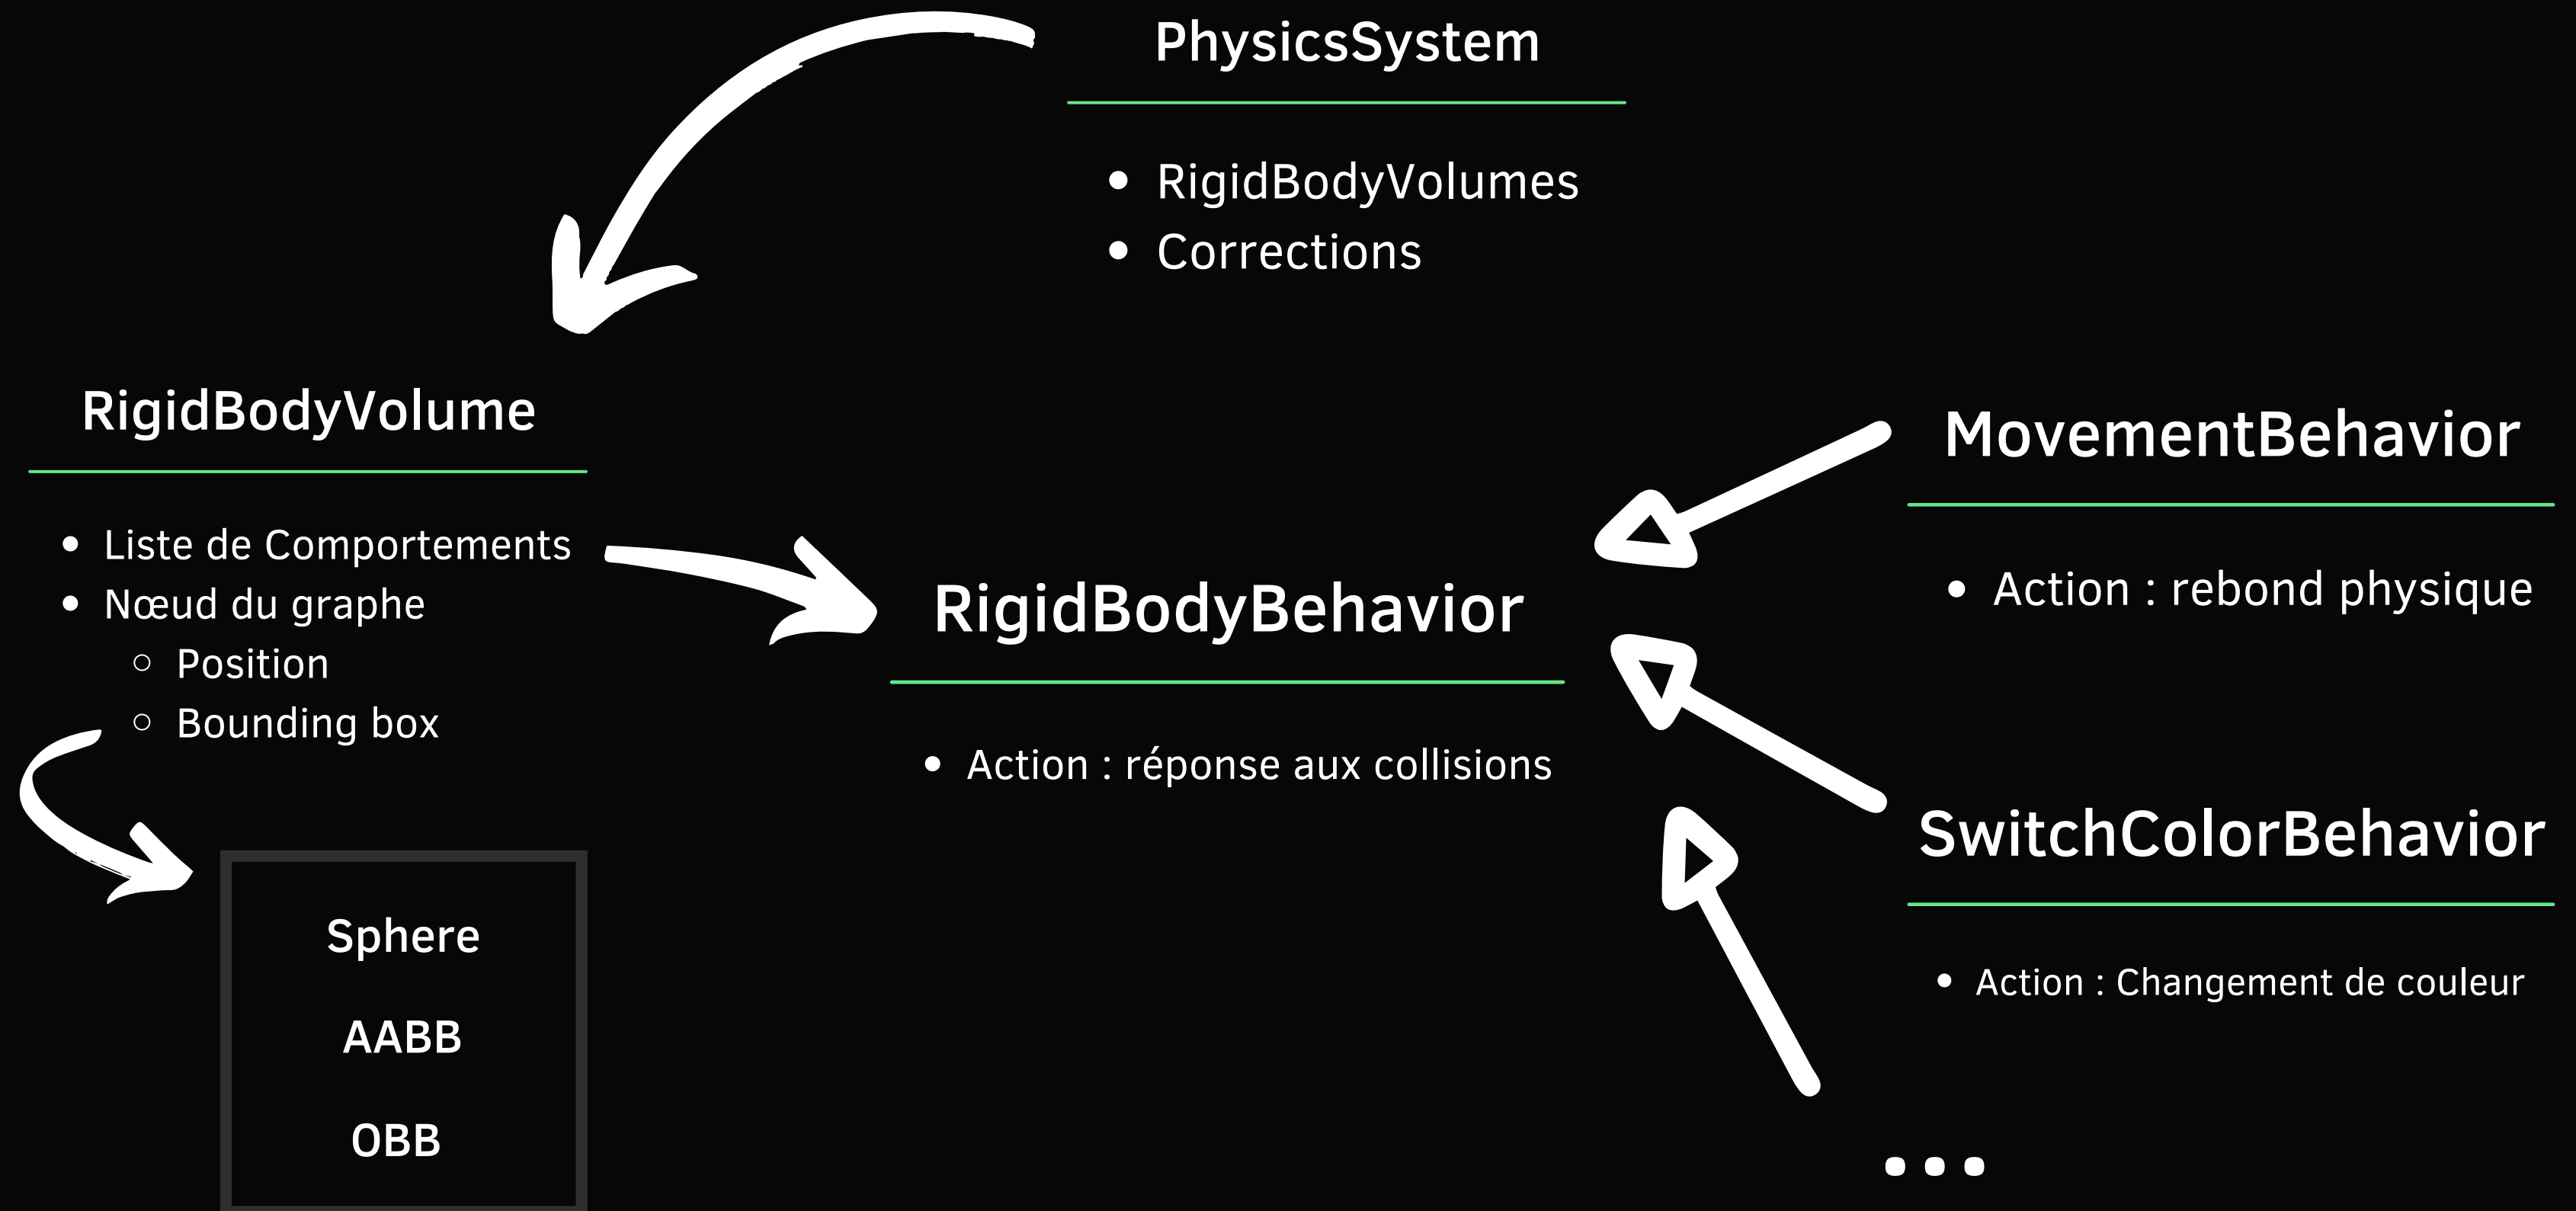 PhysicsSystem
• RigidBodyVolumes
• Corrections
RigidBodyVolume
• Liste de Comportements
• Nœud du graphe
○ Position
○ Bounding box
Sphere
AABB
OBB
RigidBodyBehavior
• Action : réponse aux collisions
MovementBehavior
• Action : rebond physique
SwitchColorBehavior
• Action : Changement de couleur
...